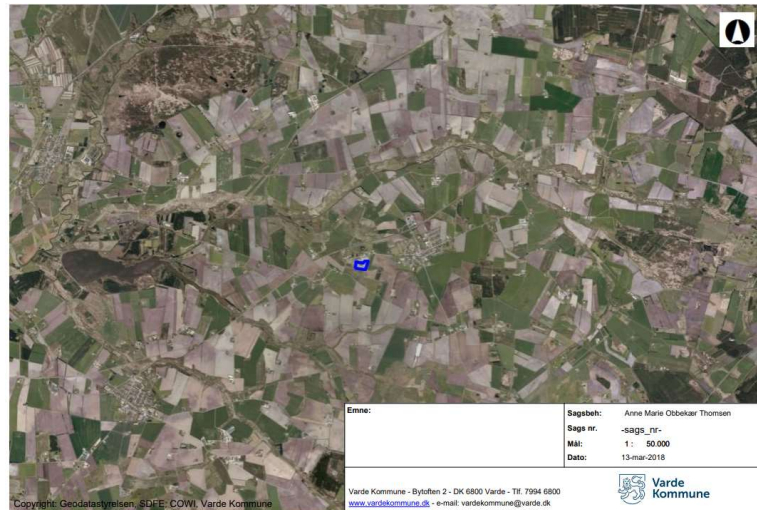 Emne:
Sagsbeh: Anne Marie Obbekær Thomsen
Sags nr. -sags_nr-
Mål: 1 : 50.000
Dato: 13-mar-2018
Varde Kommune - Bytoften 2 - DK 6800 Varde - Tlf. 7994 6800
www.vardekommune.dk - e-mail: vardekommune@varde.dk
Varde
Kommune
Copyright: Geodatastyrelsen, SDFE: COWI, Varde Kommune